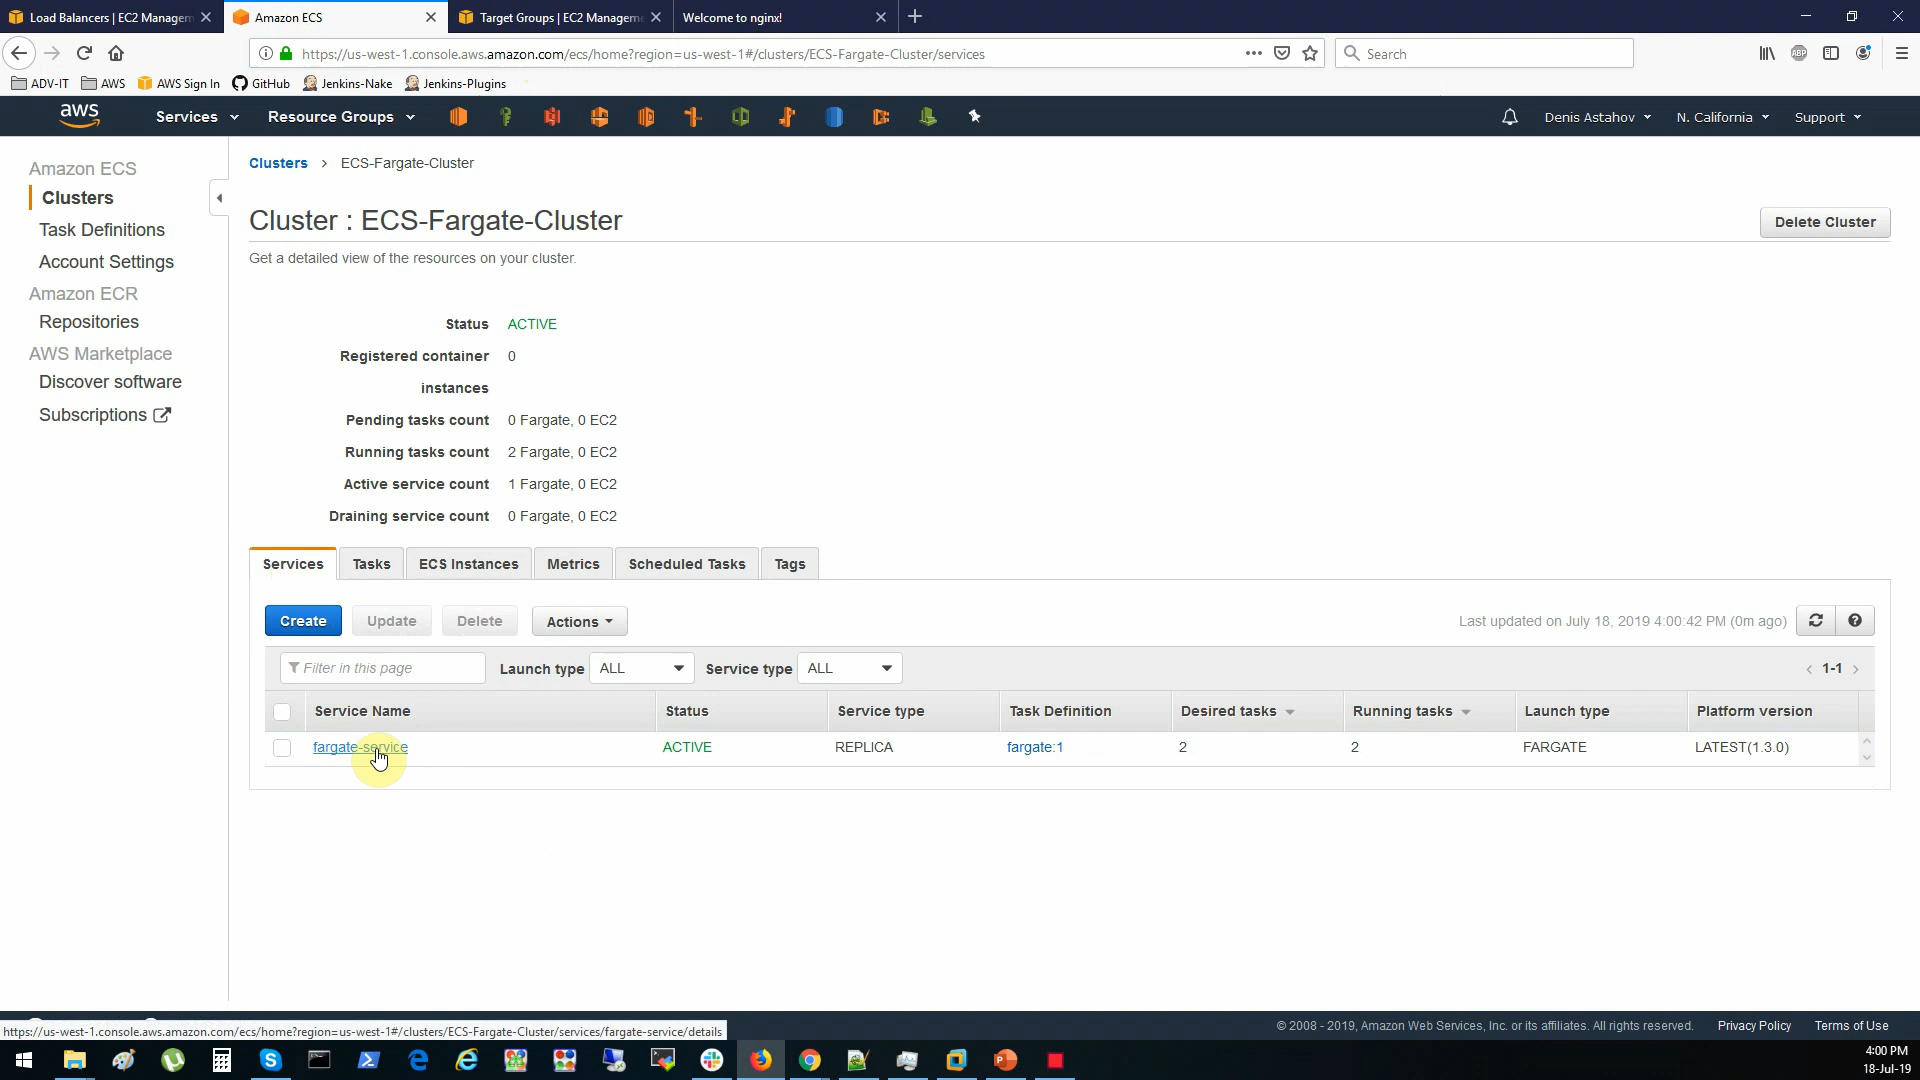 Load Balancers | EC2 Managem
Amazon ECS
Target Groups | EC2 Manageme
Welcome to nginx!
https://us-west-1.console.aws.amazon.com/ecs/home?region=us-west-1#/clusters/ECS-Fargate-Cluster/services
Search
ABP
ADV-IT
AWS
AWS Sign In
GitHub
Jenkins-Nake
Jenkins-Plugins
aws
Services
Resource Groups
Denis Astahov
N. California
Support
Amazon ECS
Clusters
Task Definitions
Account Settings
Amazon ECR
Repositories
AWS Marketplace
Discover software
Subscriptions
Clusters > ECS-Fargate-Cluster
Cluster : ECS-Fargate-Cluster
Delete Cluster
Get a detailed view of the resources on your cluster.
Status ACTIVE
Registered container 0
instances
Pending tasks count 0 Fargate, 0 EC2
Running tasks count 2 Fargate, 0 EC2
Active service count 1 Fargate, 0 EC2
Draining service count 0 Fargate, 0 EC2
Services
Tasks
ECS Instances
Metrics
Scheduled Tasks
Tags
Create
Update
Delete
Actions
Last updated on July 18, 2019 4:00:42 PM (0m ago)
Filter in this page
Launch type ALL
Service type ALL
< 1-1 >
Service Name Status Service type Task Definition Desired tasks Running tasks Launch type Platform version
fargate-service ACTIVE REPLICA fargate:1 2 2 FARGATE LATEST(1.3.0)
https://us-west-1.console.aws.amazon.com/ecs/home?region=us-west-1#/clusters/ECS-Fargate-Cluster/services/fargate-service/details
© 2008 - 2019, Amazon Web Services, Inc. or its affiliates. All rights reserved.
Privacy Policy
Terms of Use
4:00 PM
18-Jul-19